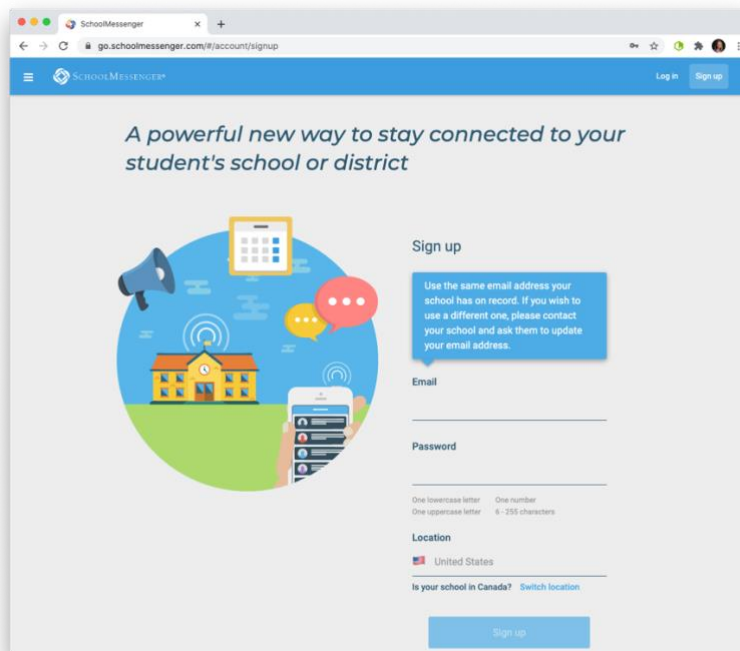 SchoolMessenger
go.schoolmessenger.com/#/account/signup
SCHOOLMESSENGER®
Log in
Sign up
A powerful new way to stay connected to your
student's school or district
Sign up
Use the same email address your
school has on record. If you wish to
use a different one, please contact
your school and ask them to update
your email address.
Email
Password
One lowercase letter One number
One uppercase letter 6 - 255 characters
Location
United States
Is your school in Canada? Switch location
Sign up